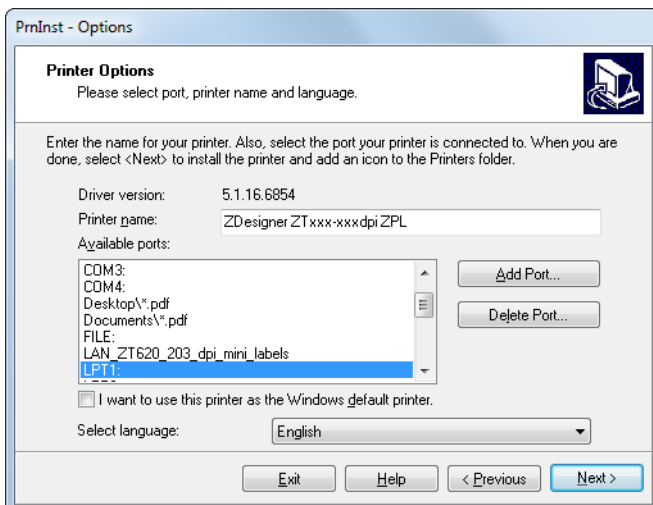 PrnInst - Options
Printer Options
Please select port, printer name and language.
Enter the name for your printer. Also, select the port your printer is connected to. When you are
done, select <Next> to install the printer and add an icon to the Printers folder.
Driver version: 5.1.16.6854
Printer name: ZDesigner ZTxxx-xxxdpi ZPL
Available ports:
COM3:
COM4:
Desktop\*.pdf
Documents\*.pdf
FILE:
LAN_ZT620_203_dpi_mini_labels
LPT1:
Add Port...
Delete Port...
I want to use this printer as the Windows default printer.
Select language: English
Exit Help < Previous Next >